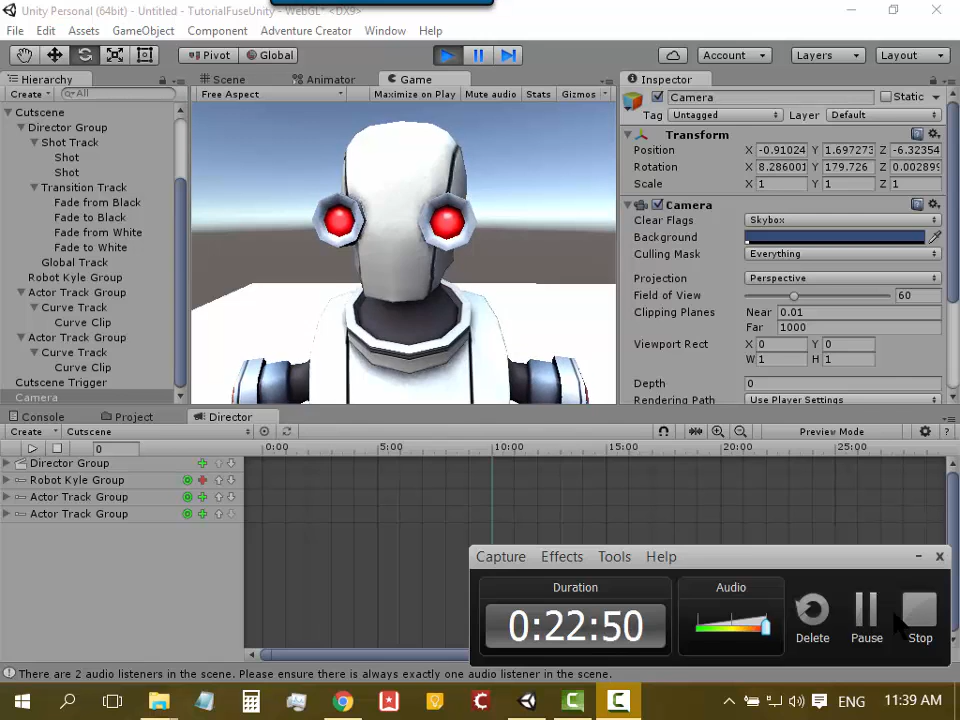 Unity Personal (64bit) - Untitled - TutorialFuseUnity - WebGL* <DX9>
File Edit Assets GameObject Component Adventure Creator Window Help
Pivot Global Account Layers Layout
Hierarchy Scene Animator Game Inspector
Create All Free Aspect Maximize on Play Mute audio Stats Gizmos Camera Static
Tag Untagged Layer Default
Cutscene
Director Group
Shot Track
Shot
Shot
Transition Track
Fade from Black
Fade to Black
Fade from White
Fade to White
Global Track
Robot Kyle Group
Actor Track Group
Curve Track
Curve Clip
Actor Track Group
Curve Track
Curve Clip
Cutscene Trigger
Camera
Transform
Position X -0.91024 Y 1.697273 Z -6.32354
Rotation X 8.286001 Y 179.726 Z 0.002899
Scale X 1 Y 1 Z 1
Camera
Clear Flags Skybox
Background
Culling Mask Everything
Projection Perspective
Field of View 60
Clipping Planes Near 0.01
Far 1000
Viewport Rect X 0 Y 0
W 1 H 1
Depth 0
Rendering Path Use Player Settings
Console Project Director
Create Cutscene Preview Mode ?
0 0:00 5:00 10:00 15:00 20:00 25:00
Director Group
Robot Kyle Group
Actor Track Group
Actor Track Group
Capture Effects Tools Help
Duration Audio
0:22:50
Delete Pause Stop
There are 2 audio listeners in the scene. Please ensure there is always exactly one audio listener in the scene.
ENG 11:39 AM